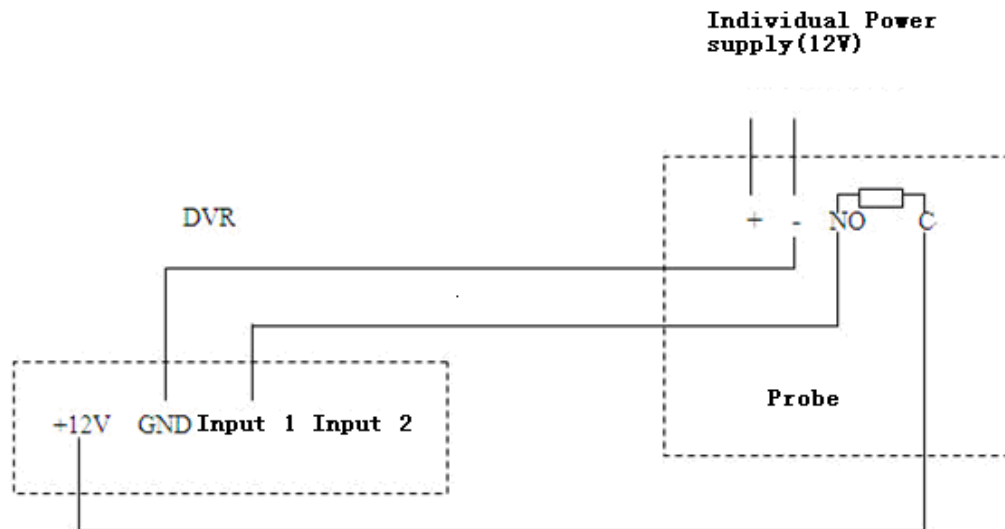 Individual Power
supply(12V)
DVR
+ - NO C
Probe
+12V GND Input 1 Input 2